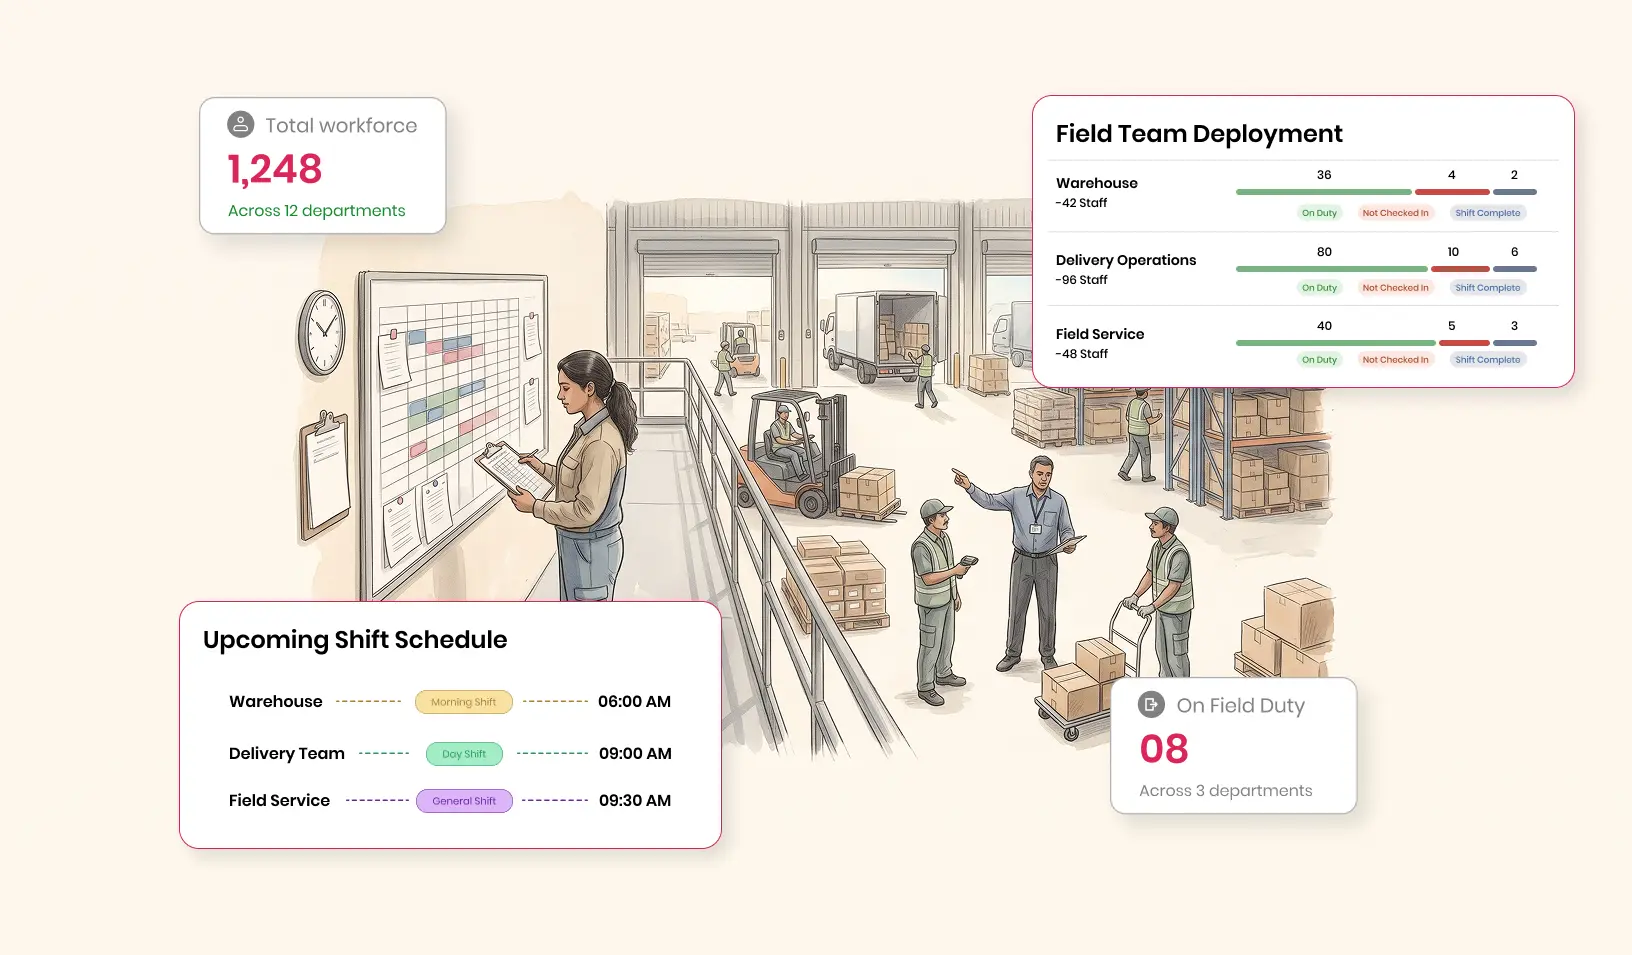 Total workforce
1,248
Across 12 departments
Field Team Deployment
Warehouse
-42 Staff
36 4 2
On Duty Not Checked In Shift Complete
Delivery Operations
-96 Staff
80 10 6
On Duty Not Checked In Shift Complete
Field Service
-48 Staff
40 5 3
On Duty Not Checked In Shift Complete
Upcoming Shift Schedule
Warehouse Morning Shift 06:00 AM
Delivery Team Day Shift 09:00 AM
Field Service General Shift 09:30 AM
On Field Duty
08
Across 3 departments